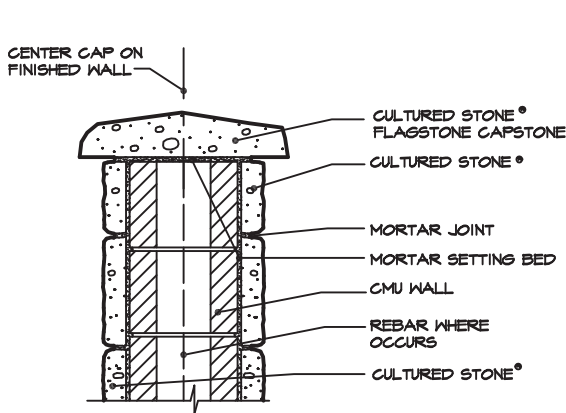 CENTER CAP ON
FINISHED WALL
CULTURED STONE®
FLAGSTONE CAPSTONE
CULTURED STONE®
MORTAR JOINT
MORTAR SETTING BED
CMU WALL
REBAR WHERE
OCCURS
CULTURED STONE®